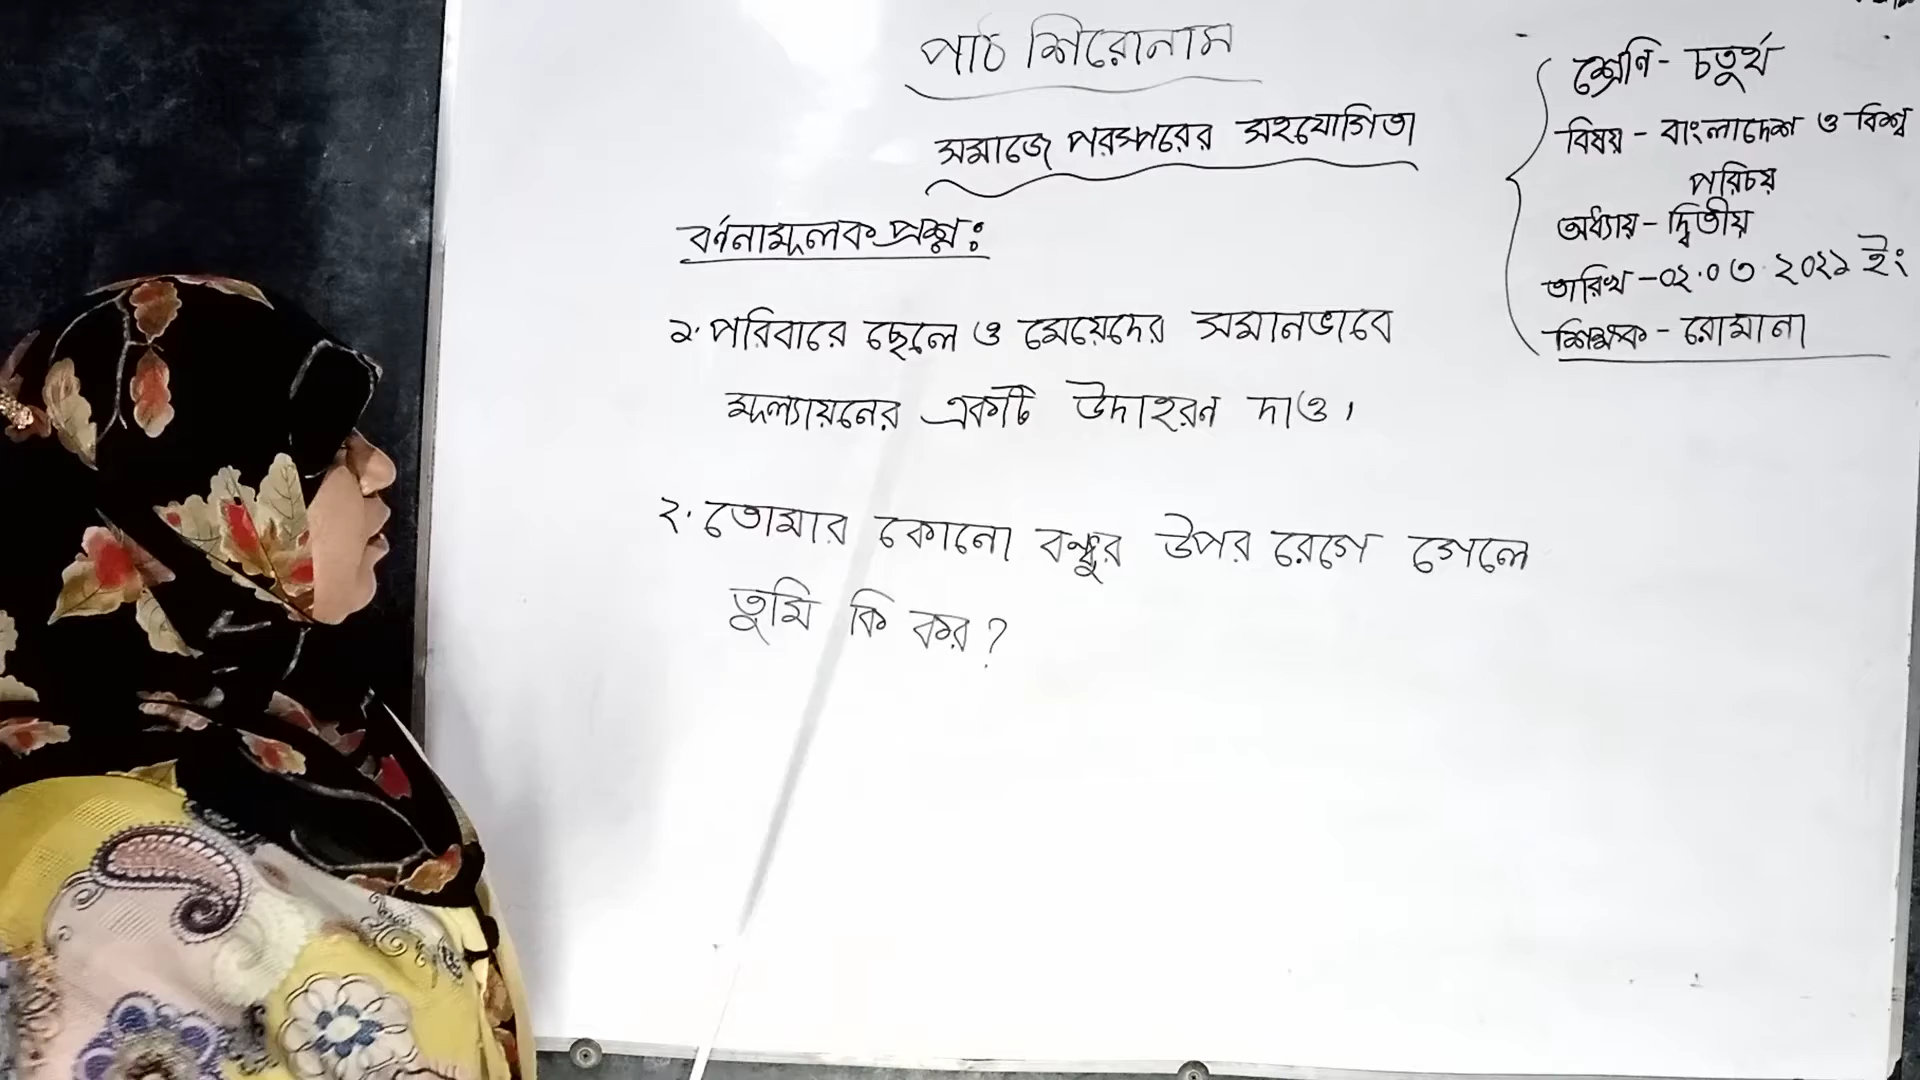 পাঠ শিরোনাম
সমাজে পরস্পরের সহযোগিতা
বর্ণনামূলক প্রশ্ন:
১. পরিবারে ছেলে ও মেয়েদের সমানভাবে
মূল্যায়নের একটি উদাহরন দাও।
২. তোমার কোনো বন্ধুর উপর রেগে গেলে
তুমি কি কর?
শ্রেণি - চতুর্থ
বিষয় - বাংলাদেশ ও বিশ্ব
পরিচয়
অধ্যায় - দ্বিতীয়
তারিখ - ০২.০৩.২০২১ ইং
শিক্ষক - রোমানা